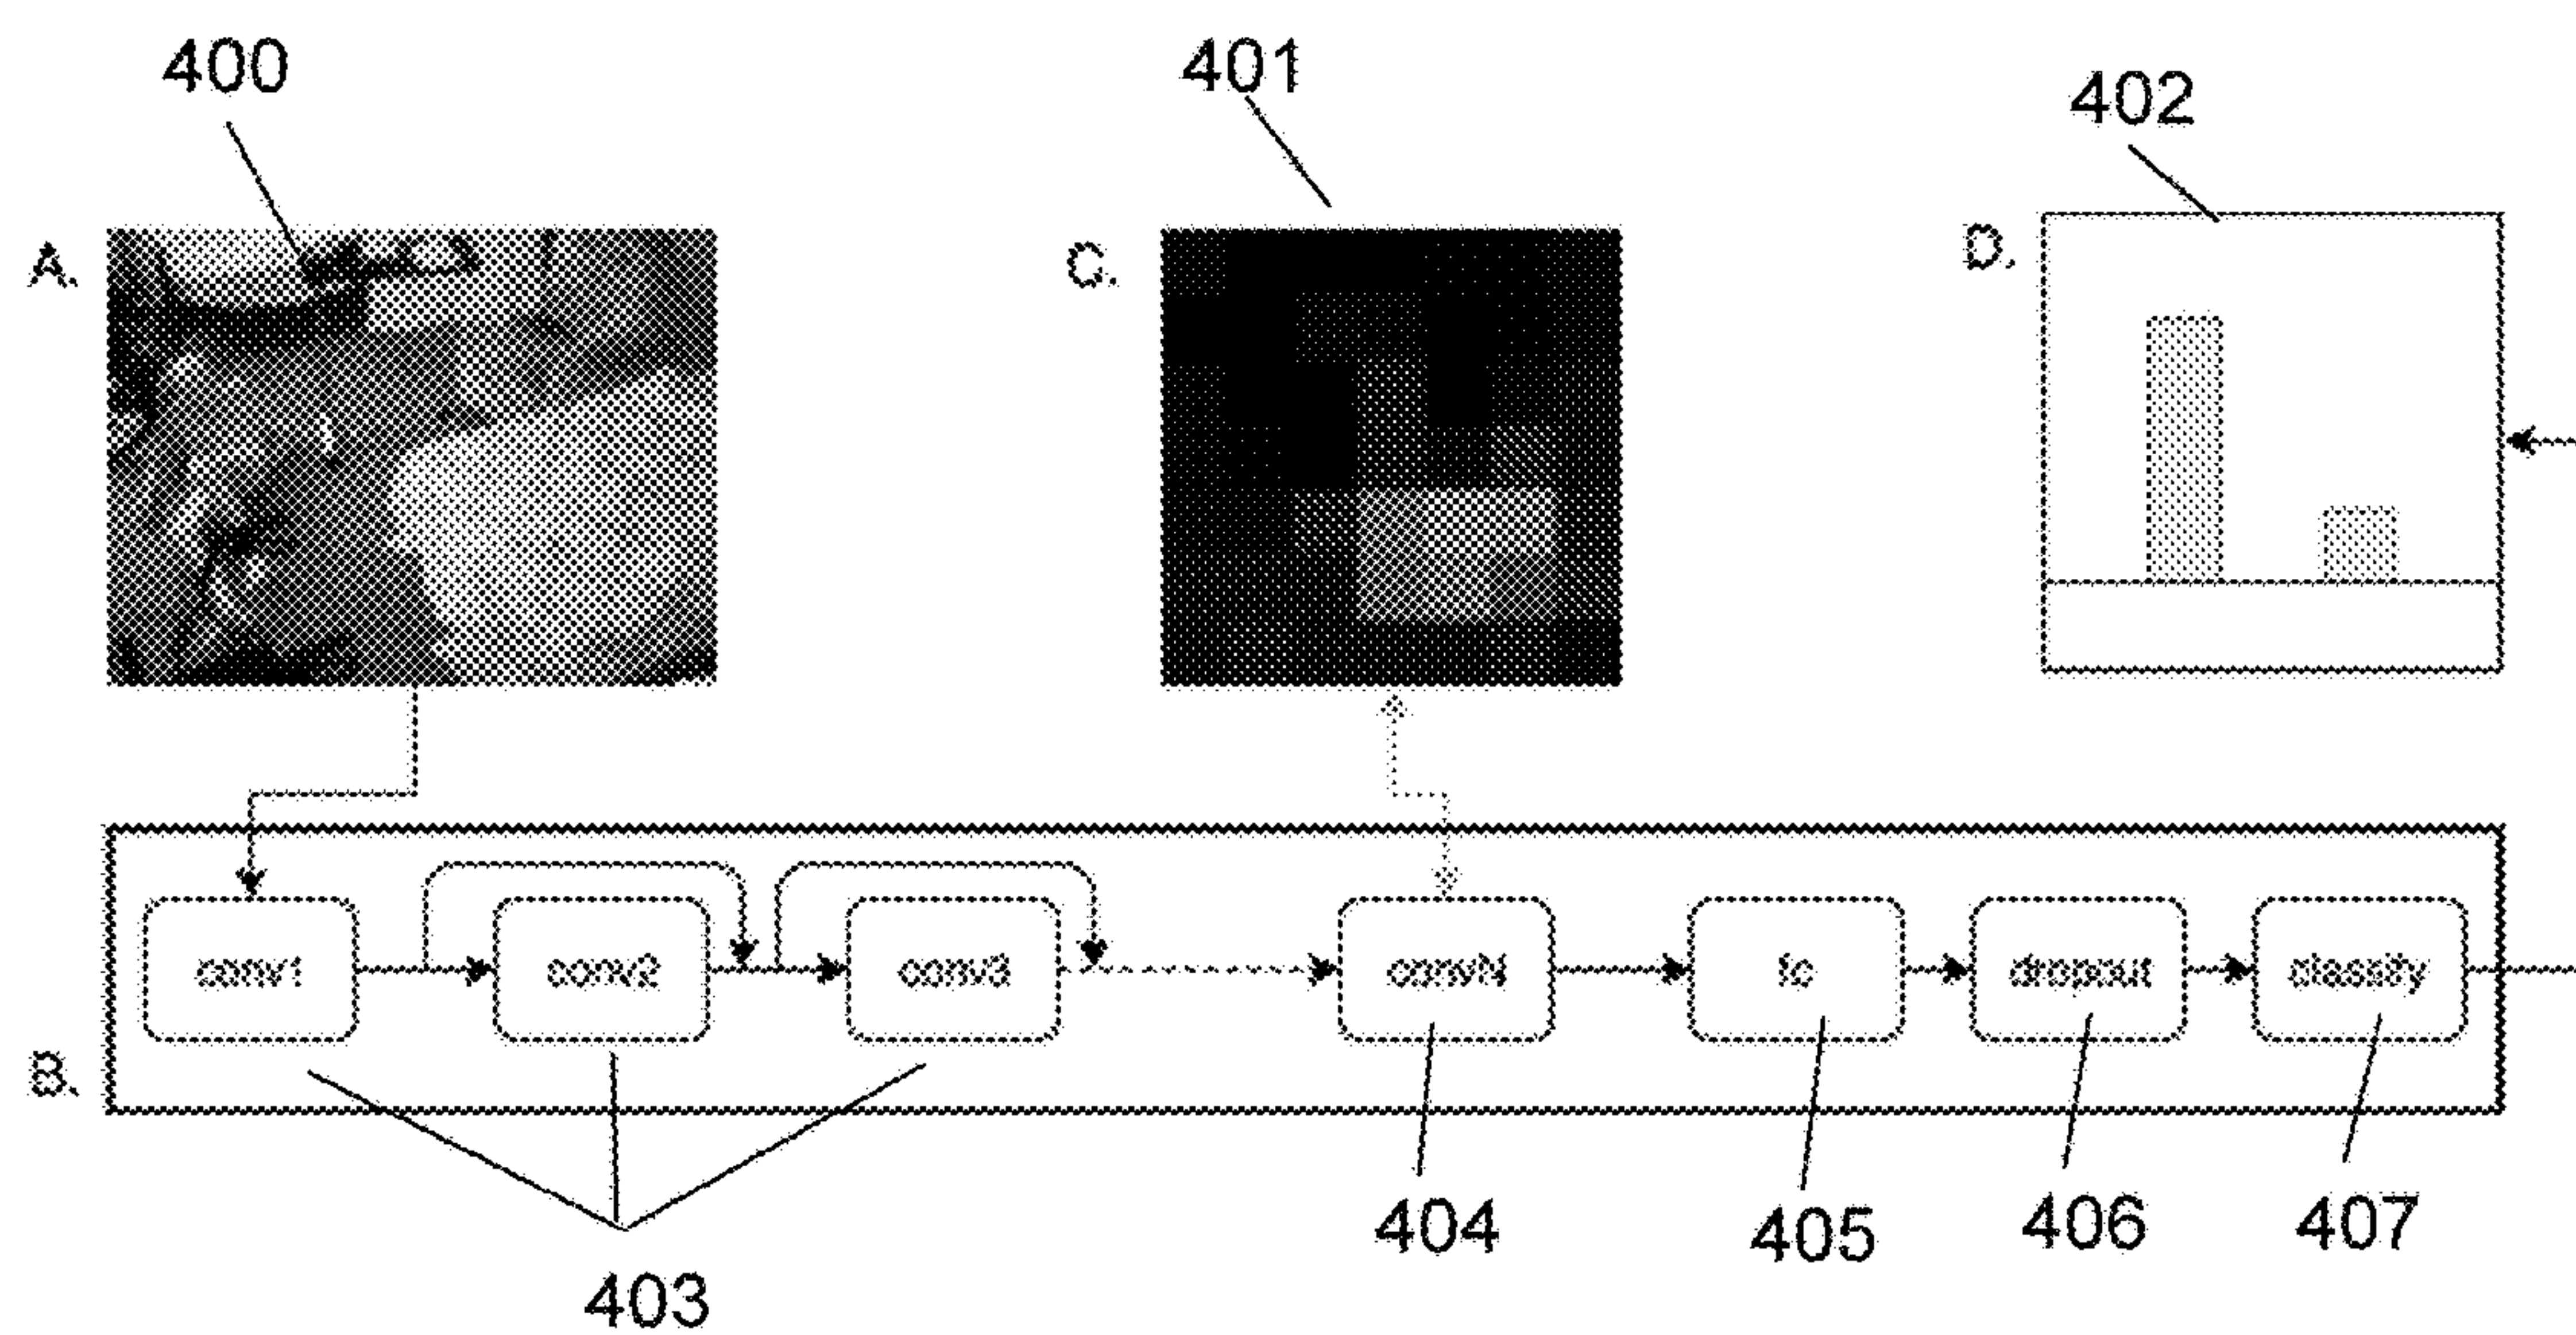 400
401
402
A.
C.
D.
conv1
conv2
conv3
convN
fc
dropout
classify
B.
404
405
406
407
403